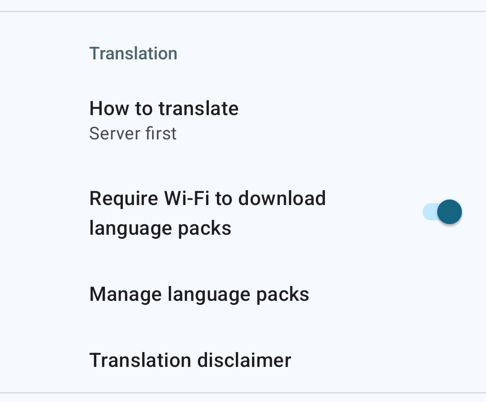 Translation
How to translate
Server first
Require Wi-Fi to download
language packs
Manage language packs
Translation disclaimer